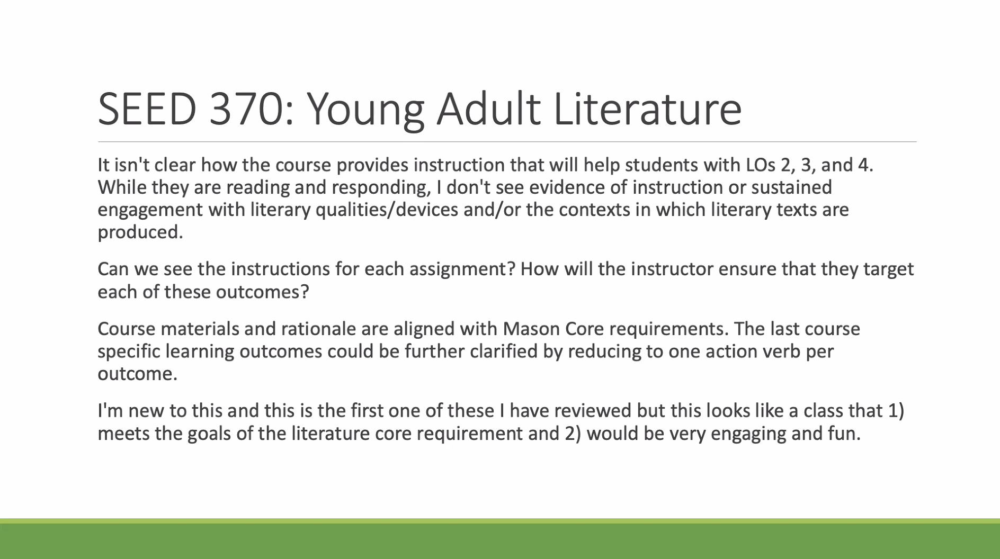 SEED 370: Young Adult Literature
It isn't clear how the course provides instruction that will help students with LOs 2, 3, and 4.
While they are reading and responding, I don't see evidence of instruction or sustained
engagement with literary qualities/devices and/or the contexts in which literary texts are
produced.
Can we see the instructions for each assignment? How will the instructor ensure that they target
each of these outcomes?
Course materials and rationale are aligned with Mason Core requirements. The last course
specific learning outcomes could be further clarified by reducing to one action verb per
outcome.
I'm new to this and this is the first one of these I have reviewed but this looks like a class that 1)
meets the goals of the literature core requirement and 2) would be very engaging and fun.